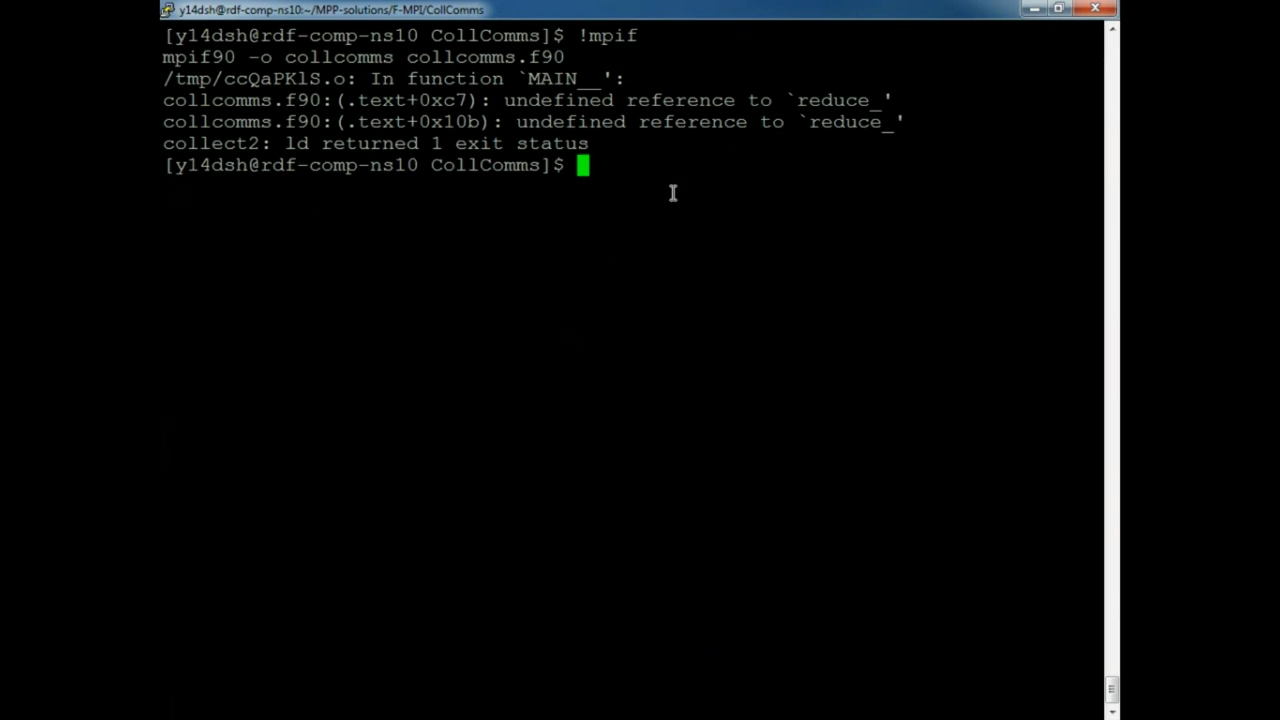 y14dsh@rdf-comp-ns10:~/MPP-solutions/F-MPI/CollComms
[y14dsh@rdf-comp-ns10 CollComms]$ !mpif
mpif90 -o collcomms collcomms.f90
/tmp/ccQaPKlS.o: In function `MAIN__':
collcomms.f90:(.text+0xc7): undefined reference to `reduce_'
collcomms.f90:(.text+0x10b): undefined reference to `reduce_'
collect2: ld returned 1 exit status
[y14dsh@rdf-comp-ns10 CollComms]$